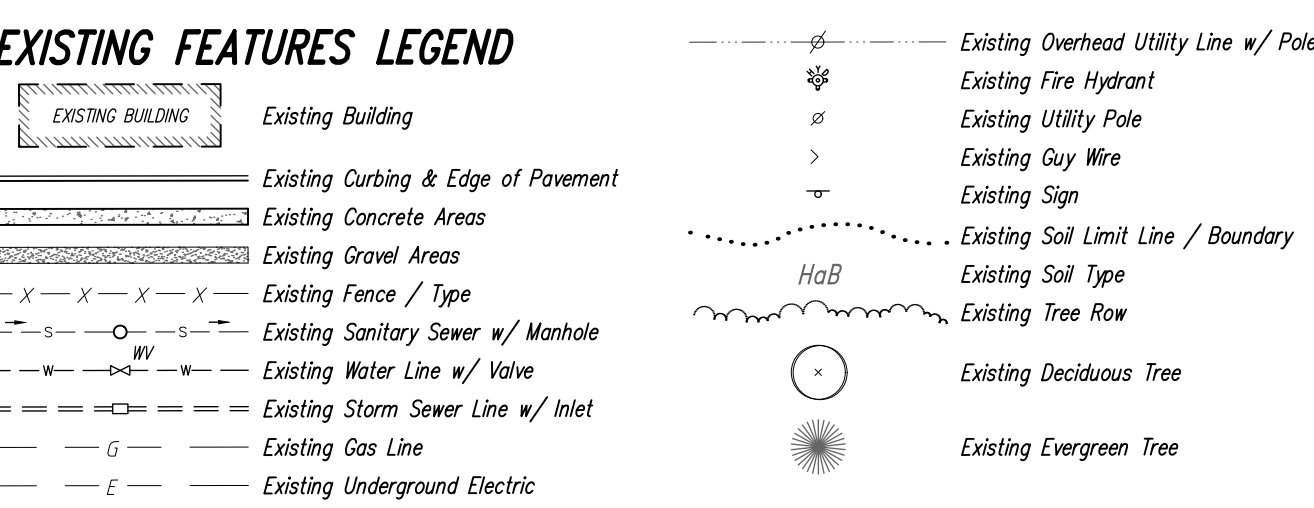 EXISTING FEATURES LEGEND
EXISTING BUILDING Existing Building
Existing Curbing & Edge of Pavement
Existing Concrete Areas
Existing Gravel Areas
X X X X Existing Fence / Type
S S Existing Sanitary Sewer w/ Manhole
WV
W W Existing Water Line w/ Valve
Existing Storm Sewer Line w/ Inlet
G Existing Gas Line
E Existing Underground Electric
Existing Overhead Utility Line w/ Pole
Existing Fire Hydrant
Existing Utility Pole
Existing Guy Wire
Existing Sign
Existing Soil Limit Line / Boundary
HaB Existing Soil Type
Existing Tree Row
Existing Deciduous Tree
Existing Evergreen Tree